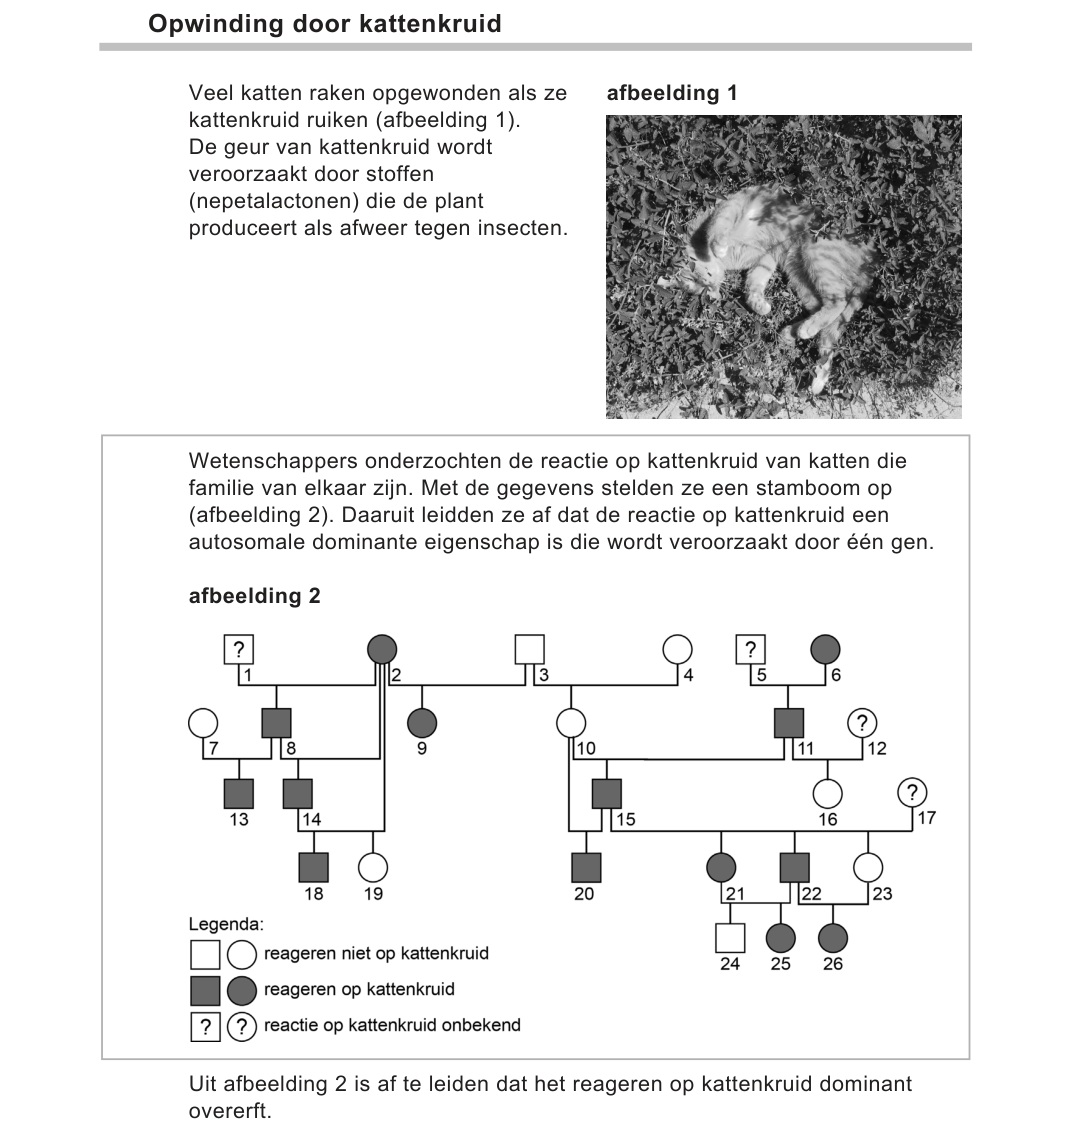 Opwinding door kattenkruid
Veel katten raken opgewonden als ze
kattenkruid ruiken (afbeelding 1).
De geur van kattenkruid wordt
veroorzaakt door stoffen
(nepetalactonen) die de plant
produceert als afweer tegen insecten.
afbeelding 1
Wetenschappers onderzochten de reactie op kattenkruid van katten die
familie van elkaar zijn. Met de gegevens stelden ze een stamboom op
(afbeelding 2). Daaruit leidden ze af dat de reactie op kattenkruid een
autosomale dominante eigenschap is die wordt veroorzaakt door één gen.
afbeelding 2
? ?
1 2 3 4 5 6
?
7 8 9 10 11 12
?
13 14 15 16 17
18 19 20 21 22 23
24 25 26
Legenda:
reageren niet op kattenkruid
reageren op kattenkruid
? ? reactie op kattenkruid onbekend
Uit afbeelding 2 is af te leiden dat het reageren op kattenkruid dominant
overerft.